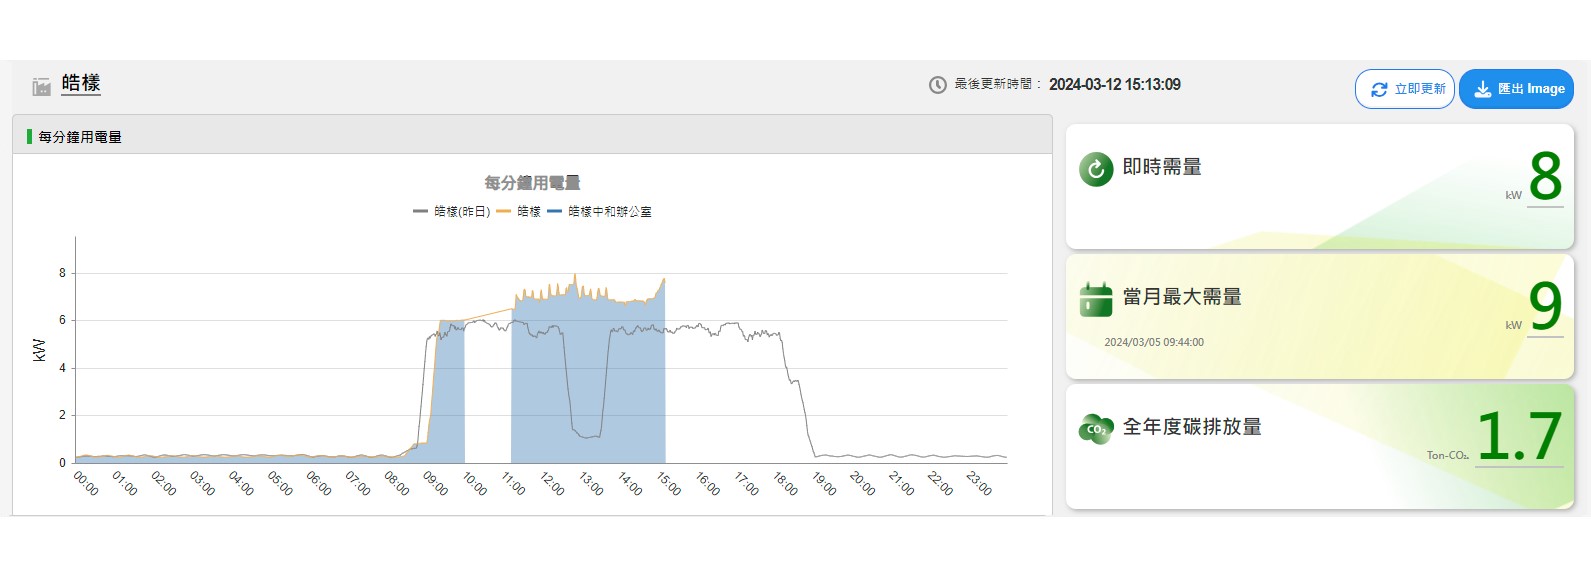 皓樣
最後更新時間： 2024-03-12 15:13:09
立即更新
匯出 Image
每分鐘用電量
每分鐘用電量
皓樣(昨日) 皓樣 皓樣中和辦公室
kW
8
6
4
2
0
00:00 01:00 02:00 03:00 04:00 05:00 06:00 07:00 08:00 09:00 10:00 11:00 12:00 13:00 14:00 15:00 16:00 17:00 18:00 19:00 20:00 21:00 22:00 23:00
即時需量
kW 8
當月最大需量
kW 9
2024/03/05 09:44:00
CO₂
全年度碳排放量
Ton-CO₂e 1.7